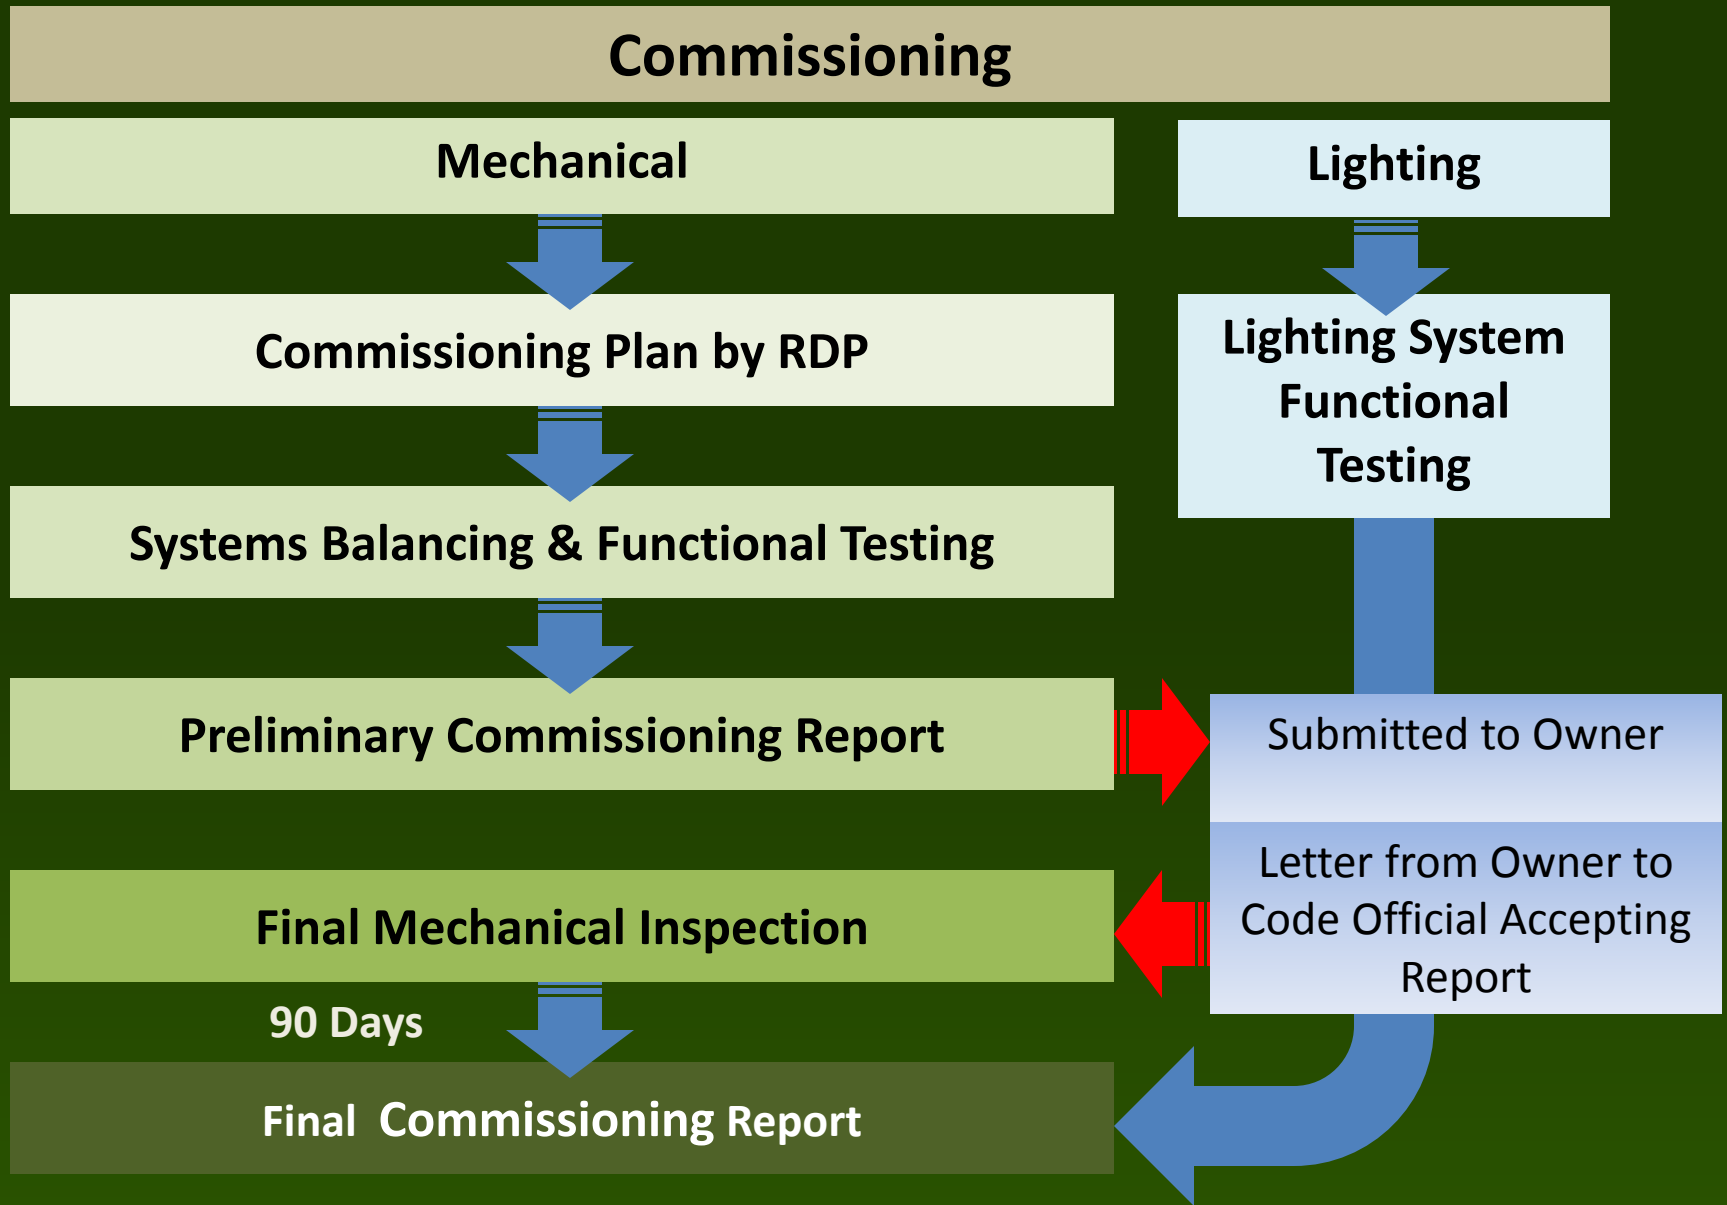 Commissioning
Mechanical
Lighting
Commissioning Plan by RDP
Lighting System
Functional
Testing
Systems Balancing & Functional Testing
Preliminary Commissioning Report
Submitted to Owner
Letter from Owner to
Code Official Accepting
Report
Final Mechanical Inspection
90 Days
Final Commissioning Report